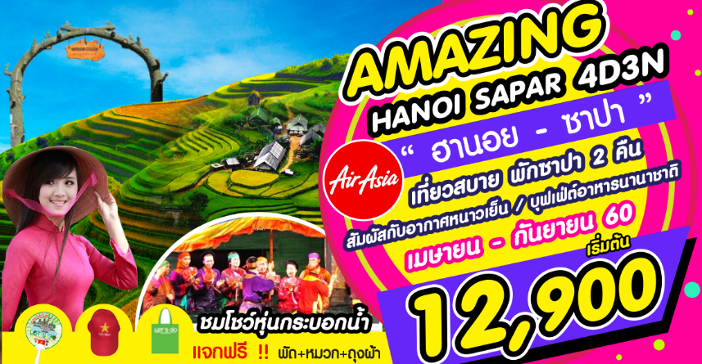 AMAZING
HANOI SAPAR 4D3N
“ ฮานอย - ซาปา ”
AirAsia
เที่ยวสบาย พักซาปา 2 คืน
สัมผัสกับอากาศหนาวเย็น / บุฟเฟ่ต์อาหารนานาชาติ
เมษายน - กันยายน 60
เริ่มต้น
12,900
ชมโชว์หุ่นกระบอกน้ำ
แจกฟรี !! พัด+หมวก+ถุงผ้า